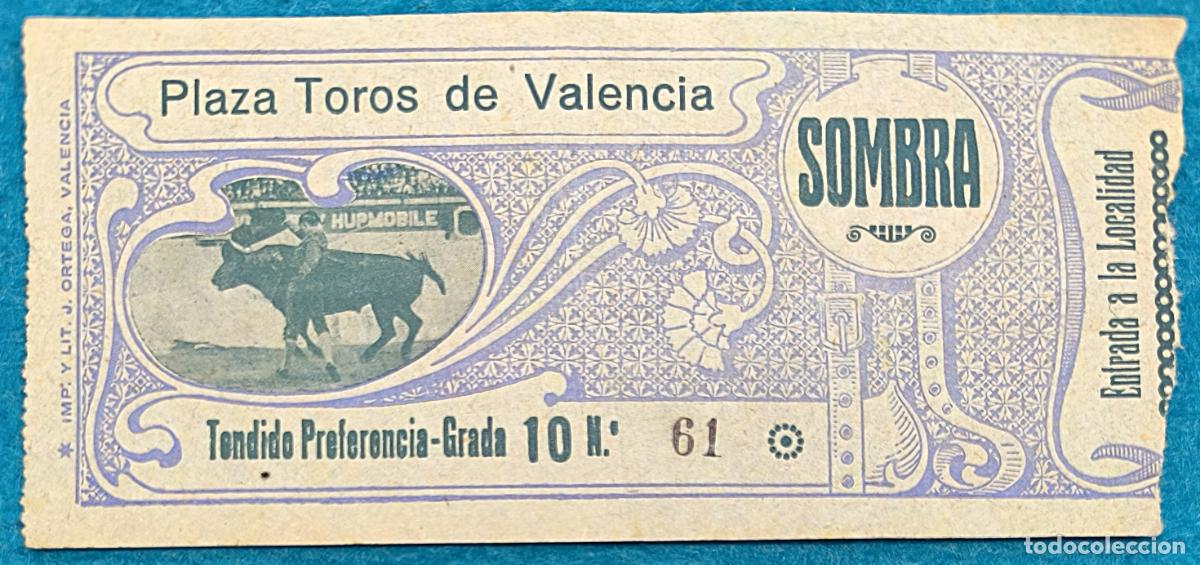 Plaza Toros de Valencia
SOMBRA
HUPMOBILE
Tendido Preferencia-Grada 10 N.º 61
Entrada a la Localidad
* IMP. Y LIT. J. ORTEGA, VALENCIA
todocoleccion